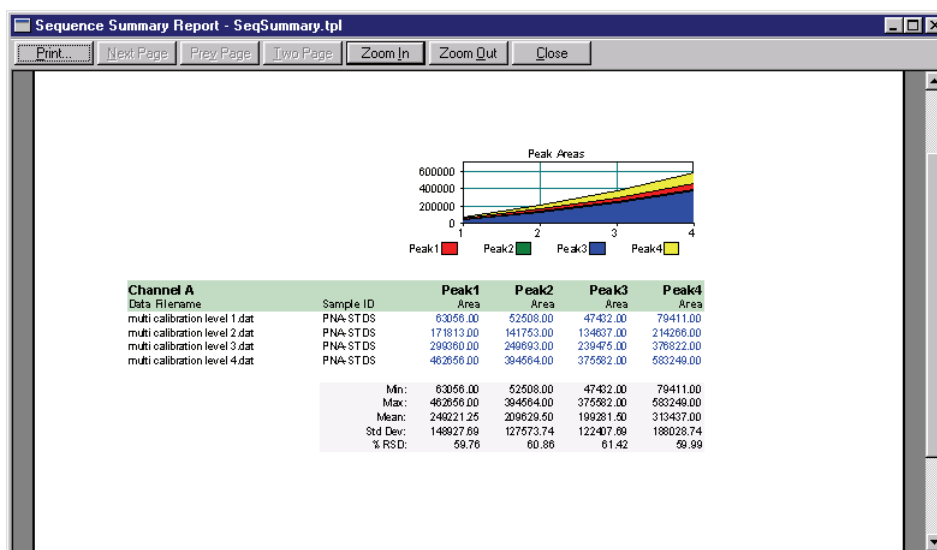 Sequence Summary Report - SeqSummary.tpl
Print... Next Page Prev Page Two Page Zoom In Zoom Out Close
Peak Areas
600000
400000
200000
0
1 2 3 4
Peak1 Peak2 Peak3 Peak4
Channel A Peak1 Peak2 Peak3 Peak4
Data Filename Sample ID Area Area Area Area
multi calibration level 1.dat PNA-STDS 63056.00 52508.00 47432.00 79411.00
multi calibration level 2.dat PNA-STDS 171813.00 141753.00 134637.00 214266.00
multi calibration level 3.dat PNA-STDS 299360.00 249693.00 239475.00 376822.00
multi calibration level 4.dat PNA-STDS 462656.00 394564.00 375582.00 583249.00
Min: 63056.00 52508.00 47432.00 79411.00
Max: 462656.00 394564.00 375582.00 583249.00
Mean: 249221.25 209629.50 199281.50 313437.00
Std Dev: 148927.69 127573.74 122407.69 188028.74
% RSD: 59.76 60.86 61.42 59.99